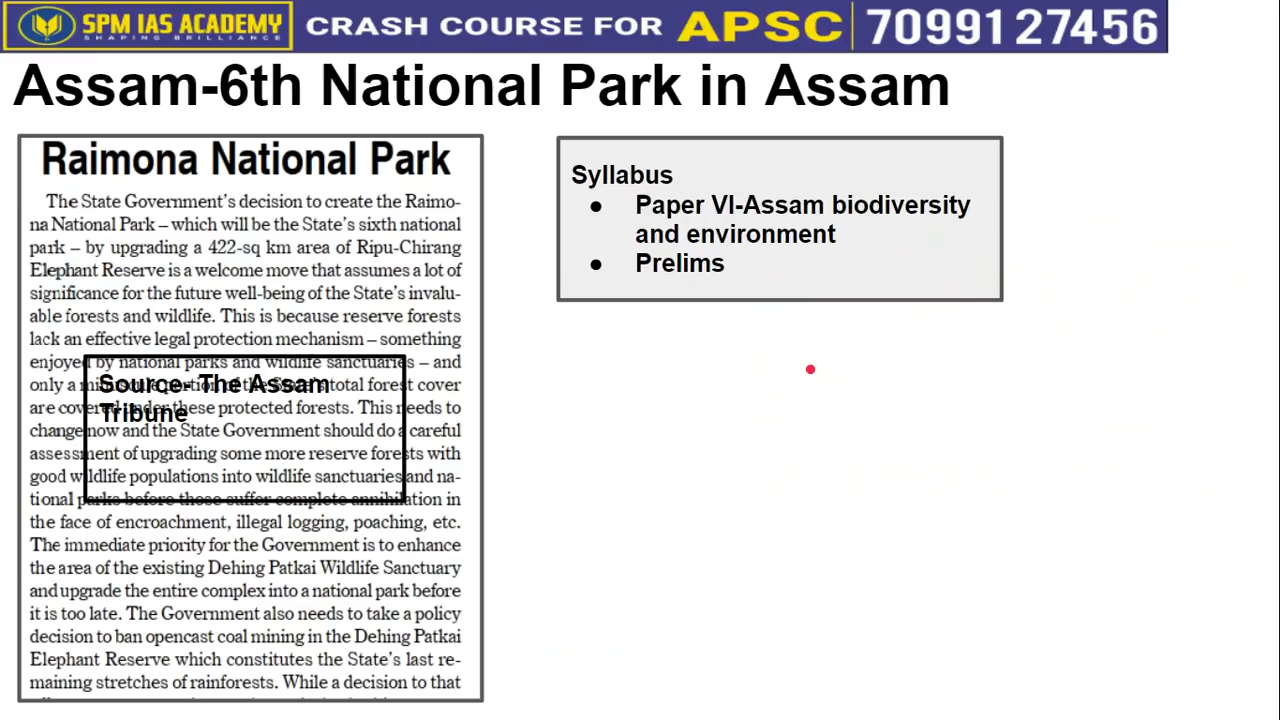 SPM IAS ACADEMY
SHAPING BRILLIANCE
CRASH COURSE FOR APSC
70991 27456
Assam-6th National Park in Assam
Raimona National Park
The State Government's decision to create the Raimo-
na National Park – which will be the State's sixth national
park – by upgrading a 422-sq km area of Ripu-Chirang
Elephant Reserve is a welcome move that assumes a lot of
significance for the future well-being of the State's invalu-
able forests and wildlife. This is because reserve forests
lack an effective legal protection mechanism – something
enjoyed by national parks and wildlife sanctuaries – and
only a miniscule portion of the State's total forest cover
are covered under these protected forests. This needs to
change now and the State Government should do a careful
assessment of upgrading some more reserve forests with
good wildlife populations into wildlife sanctuaries and na-
tional parks before those suffer complete annihilation in
the face of encroachment, illegal logging, poaching, etc.
The immediate priority for the Government is to enhance
the area of the existing Dehing Patkai Wildlife Sanctuary
and upgrade the entire complex into a national park before
it is too late. The Government also needs to take a policy
decision to ban opencast coal mining in the Dehing Patkai
Elephant Reserve which constitutes the State's last re-
maining stretches of rainforests. While a decision to that
Source- The Assam
Tribune
Syllabus
● Paper VI-Assam biodiversity
and environment
● Prelims